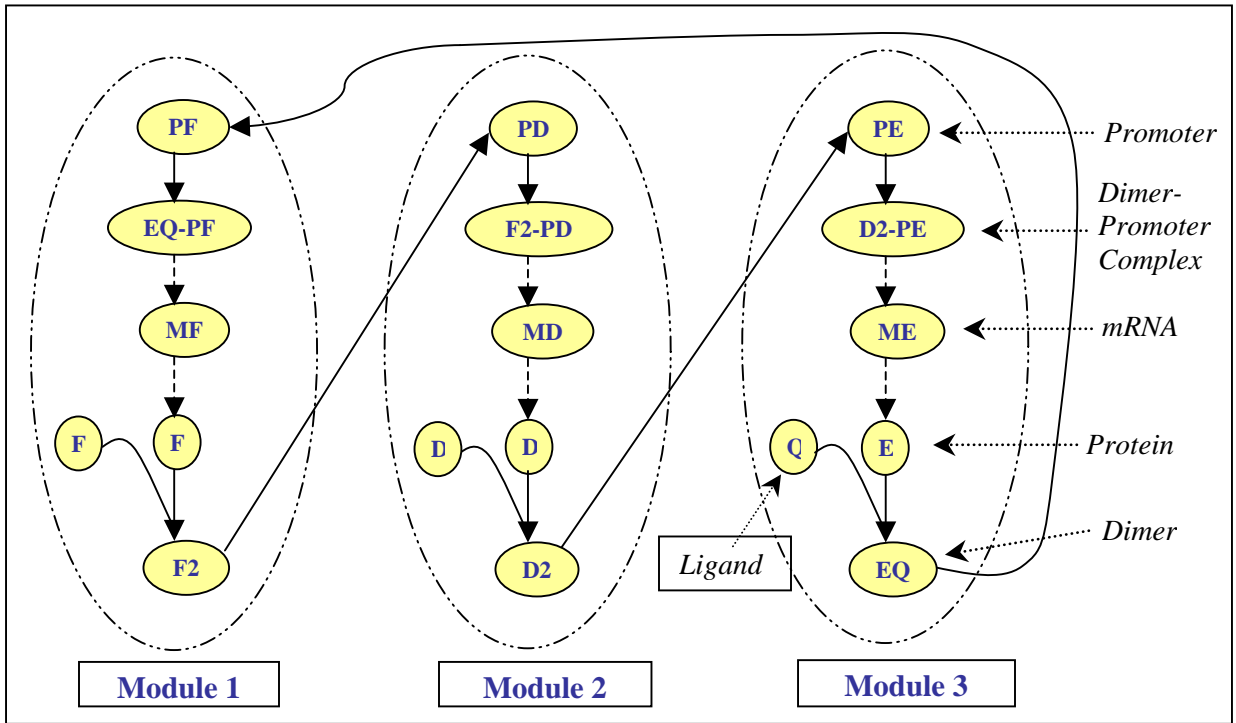 PF
EQ-PF
MF
F
F
F2
Module 1
PD
F2-PD
MD
D
D
D2
Module 2
PE
D2-PE
ME
Q
E
EQ
Ligand
Module 3
Promoter
Dimer-
Promoter
Complex
mRNA
Protein
Dimer